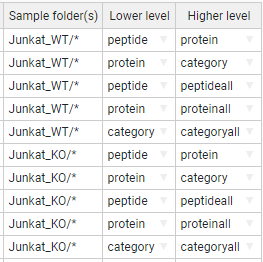 Sample folder(s) Lower level Higher level
Junkat_WT/* peptide protein
Junkat_WT/* protein category
Junkat_WT/* peptide peptideall
Junkat_WT/* protein proteinall
Junkat_WT/* category categoryall
Junkat_KO/* peptide protein
Junkat_KO/* protein category
Junkat_KO/* peptide peptideall
Junkat_KO/* protein proteinall
Junkat_KO/* category categoryall